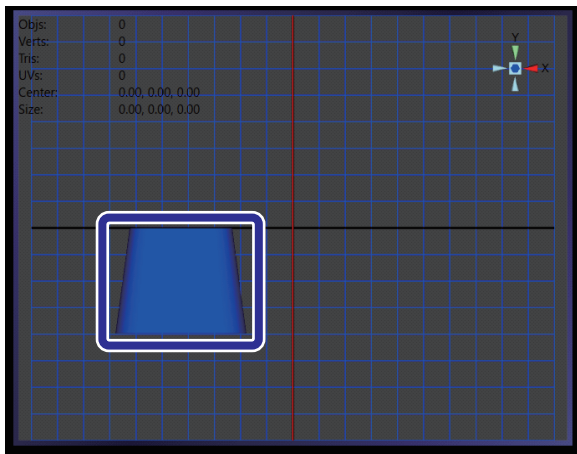 Objs: 0
Verts: 0
Tris: 0
UVs: 0
Center: 0.00, 0.00, 0.00
Size: 0.00, 0.00, 0.00
Y
X